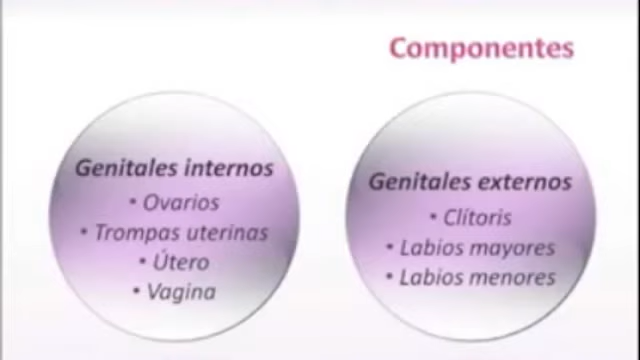 Componentes
Genitales internos
• Ovarios
• Trompas uterinas
• Útero
• Vagina
Genitales externos
• Clítoris
• Labios mayores
• Labios menores